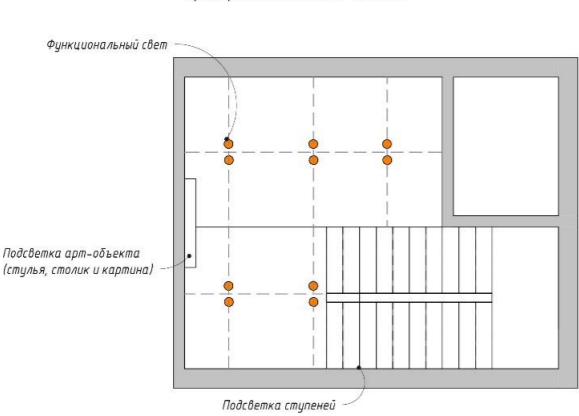 Функциональный свет
Подсветка арт-объекта
(стулья, столик и картина)
Подсветка ступеней